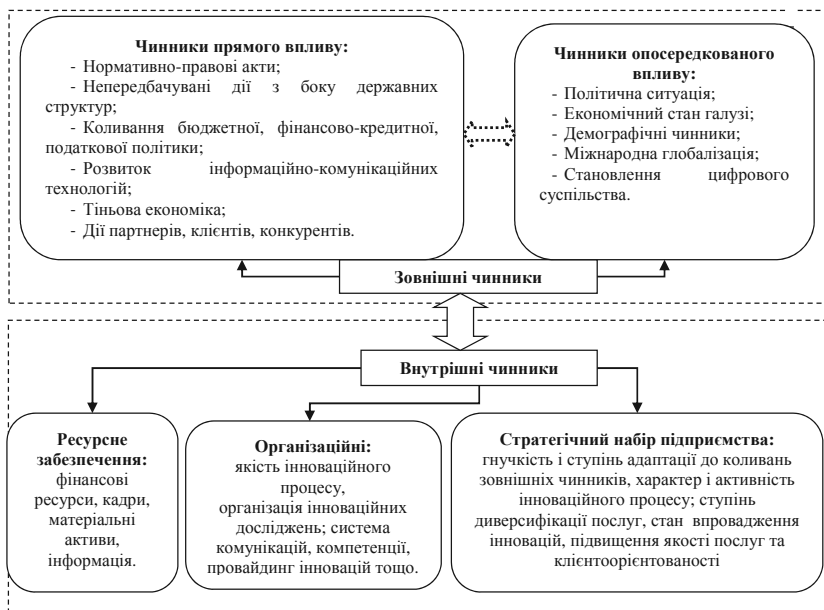 Чинники прямого впливу:
- Нормативно-правові акти;
- Непередбачувані дії з боку державних
структур;
- Коливання бюджетної, фінансово-кредитної,
податкової політики;
- Розвиток інформаційно-комунікаційних
технологій;
- Тіньова економіка;
- Дії партнерів, клієнтів, конкурентів.
Чинники опосередкованого
впливу:
- Політична ситуація;
- Економічний стан галузі;
- Демографічні чинники;
- Міжнародна глобалізація;
- Становлення цифрового
суспільства.
Зовнішні чинники
Внутрішні чинники
Ресурсне
забезпечення:
фінансові
ресурси, кадри,
матеріальні
активи,
інформація.
Організаційні:
якість інноваційного
процесу,
організація інноваційних
досліджень; система
комунікацій, компетенції,
провайдинг інновацій тощо.
Стратегічний набір підприємства:
гнучкість і ступінь адаптації до коливань
зовнішніх чинників, характер і активність
інноваційного процесу; ступінь
диверсифікації послуг, стан впровадження
інновацій, підвищення якості послуг та
клієнтоорієнтованості